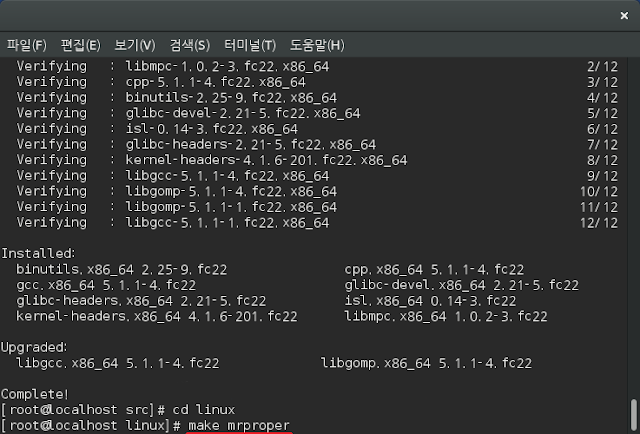 ×
파일(F) 편집(E) 보기(V) 검색(S) 터미널(T) 도움말(H)
Verifying : libmpc-1.0.2-3.fc22.x86_64 2/12
Verifying : cpp-5.1.1-4.fc22.x86_64 3/12
Verifying : binutils-2.25-9.fc22.x86_64 4/12
Verifying : glibc-devel-2.21-5.fc22.x86_64 5/12
Verifying : isl-0.14-3.fc22.x86_64 6/12
Verifying : glibc-headers-2.21-5.fc22.x86_64 7/12
Verifying : kernel-headers-4.1.6-201.fc22.x86_64 8/12
Verifying : libgcc-5.1.1-4.fc22.x86_64 9/12
Verifying : libgomp-5.1.1-4.fc22.x86_64 10/12
Verifying : libgomp-5.1.1-1.fc22.x86_64 11/12
Verifying : libgcc-5.1.1-1.fc22.x86_64 12/12
Installed:
binutils.x86_64 2.25-9.fc22 cpp.x86_64 5.1.1-4.fc22
gcc.x86_64 5.1.1-4.fc22 glibc-devel.x86_64 2.21-5.fc22
glibc-headers.x86_64 2.21-5.fc22 isl.x86_64 0.14-3.fc22
kernel-headers.x86_64 4.1.6-201.fc22 libmpc.x86_64 1.0.2-3.fc22
Upgraded:
libgcc.x86_64 5.1.1-4.fc22 libgomp.x86_64 5.1.1-4.fc22
Complete!
[root@localhost src]# cd linux
[root@localhost linux]# make mrproper